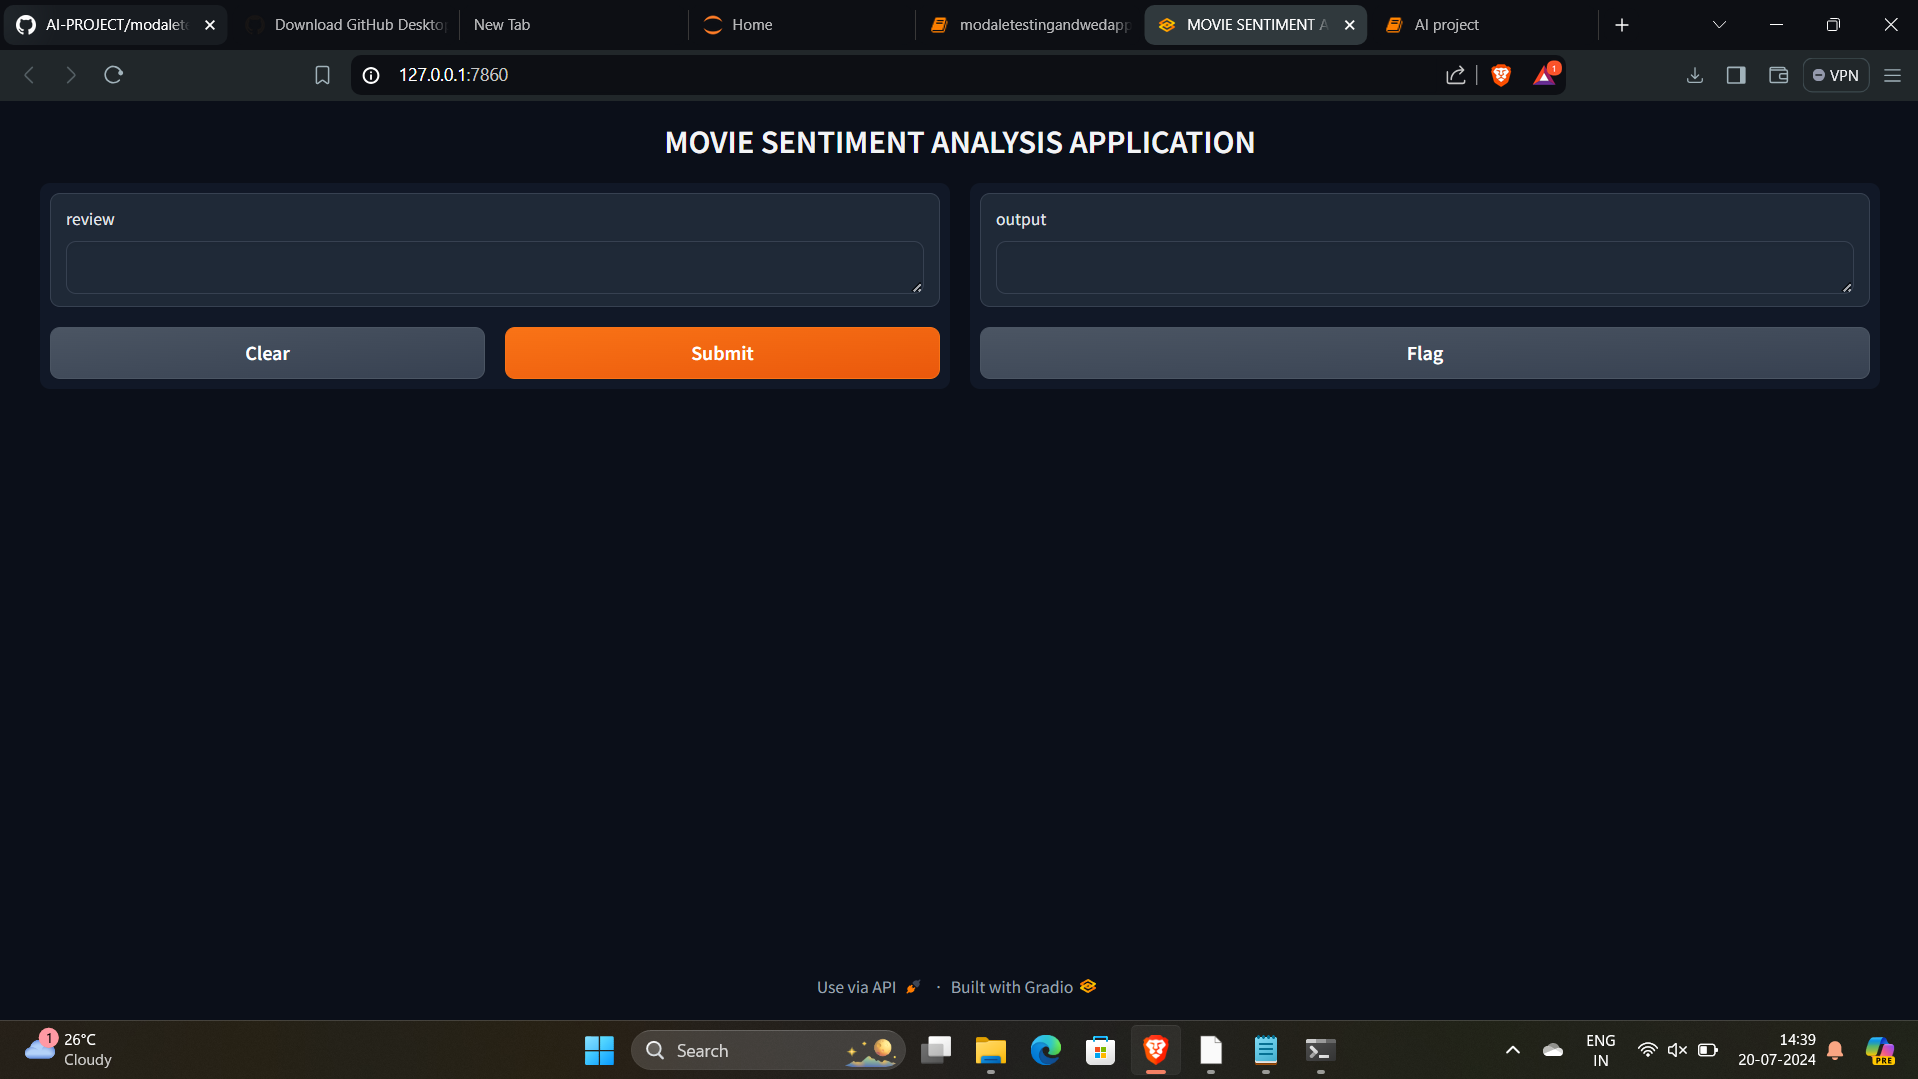 AI-PROJECT/modalet
Download GitHub Desktop
New Tab
Home
modaletestingandwedapp
MOVIE SENTIMENT A
AI project
127.0.0.1:7860
1
VPN
MOVIE SENTIMENT ANALYSIS APPLICATION
review
output
Clear
Submit
Flag
Use via API · Built with Gradio
1
26°C
Cloudy
Search
ENG
IN
14:39
20-07-2024
PRE